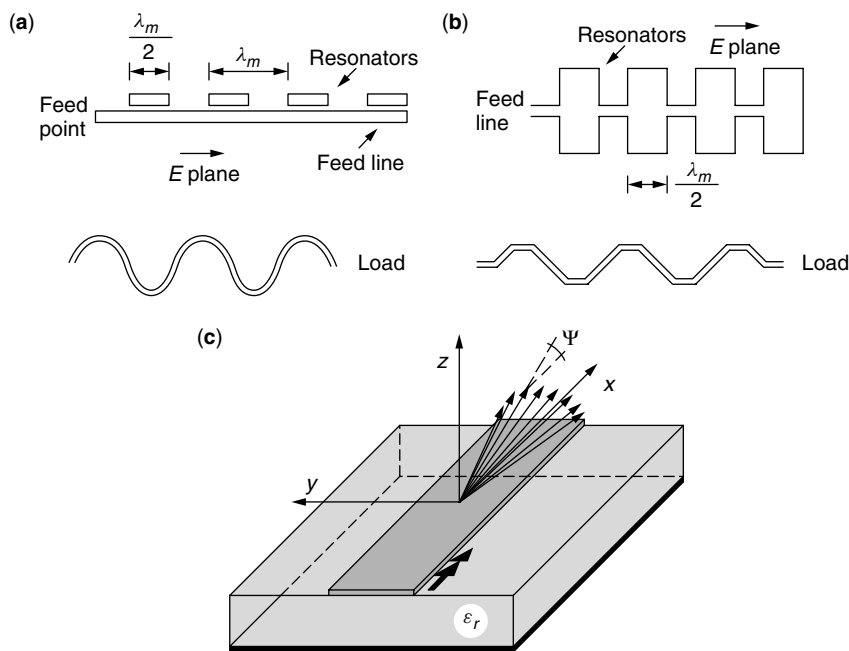 (a)
λm
2
λm
Resonators
Feed
point
Feed line
E plane
Load
(b)
Resonators
E plane
Feed
line
λm
2
Load
(c)
z
Ψ
x
y
εr